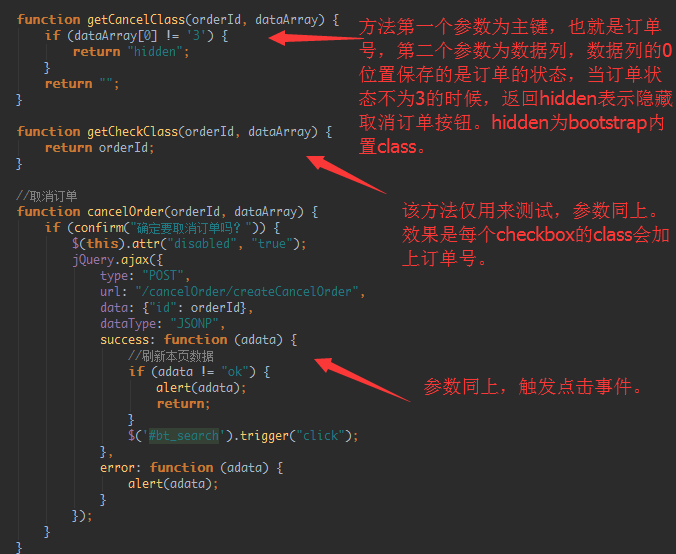 function getCancelClass(orderId, dataArray) {
    if (dataArray[0] != '3') {
        return "hidden";
    }
    return "";
}
方法第一个参数为主键，也就是订单
号，第二个参数为数据列，数据列的0
位置保存的是订单的状态，当订单状
态不为3的时候，返回hidden表示隐藏
取消订单按钮。hidden为bootstrap内
置class。
function getCheckClass(orderId, dataArray) {
    return orderId;
}
该方法仅用来测试，参数同上。
效果是每个checkbox的class会加
上订单号。
//取消订单
function cancelOrder(orderId, dataArray) {
    if (confirm("确定要取消订单吗？")) {
        $(this).attr("disabled", "true");
        jQuery.ajax({
            type: "POST",
            url: "/cancelOrder/createCancelOrder",
            data: {"id": orderId},
            dataType: "JSONP",
            success: function (adata) {
                //刷新本页数据
                if (adata != "ok") {
                    alert(adata);
                    return;
                }
                $('#bt_search').trigger("click");
            },
            error: function (adata) {
                alert(adata);
            }
        });
    }
}
参数同上，触发点击事件。